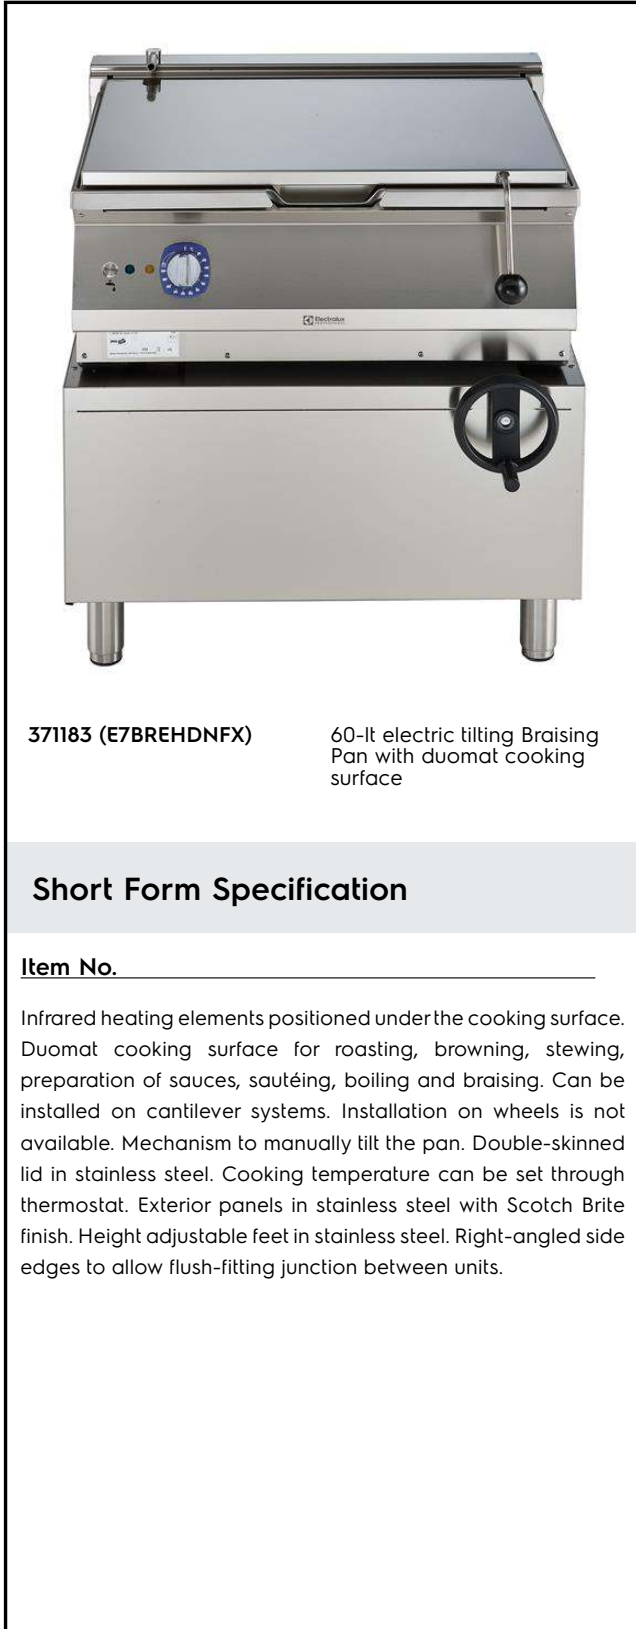 Electrolux
PROFESSIONAL
371183 (E7BREHDNFX)
60-lt electric tilting Braising
Pan with duomat cooking
surface
Short Form Specification
Item No.
Infrared heating elements positioned under the cooking surface.
Duomat cooking surface for roasting, browning, stewing,
preparation of sauces, sautéing, boiling and braising. Can be
installed on cantilever systems. Installation on wheels is not
available. Mechanism to manually tilt the pan. Double-skinned
lid in stainless steel. Cooking temperature can be set through
thermostat. Exterior panels in stainless steel with Scotch Brite
finish. Height adjustable feet in stainless steel. Right-angled side
edges to allow flush-fitting junction between units.